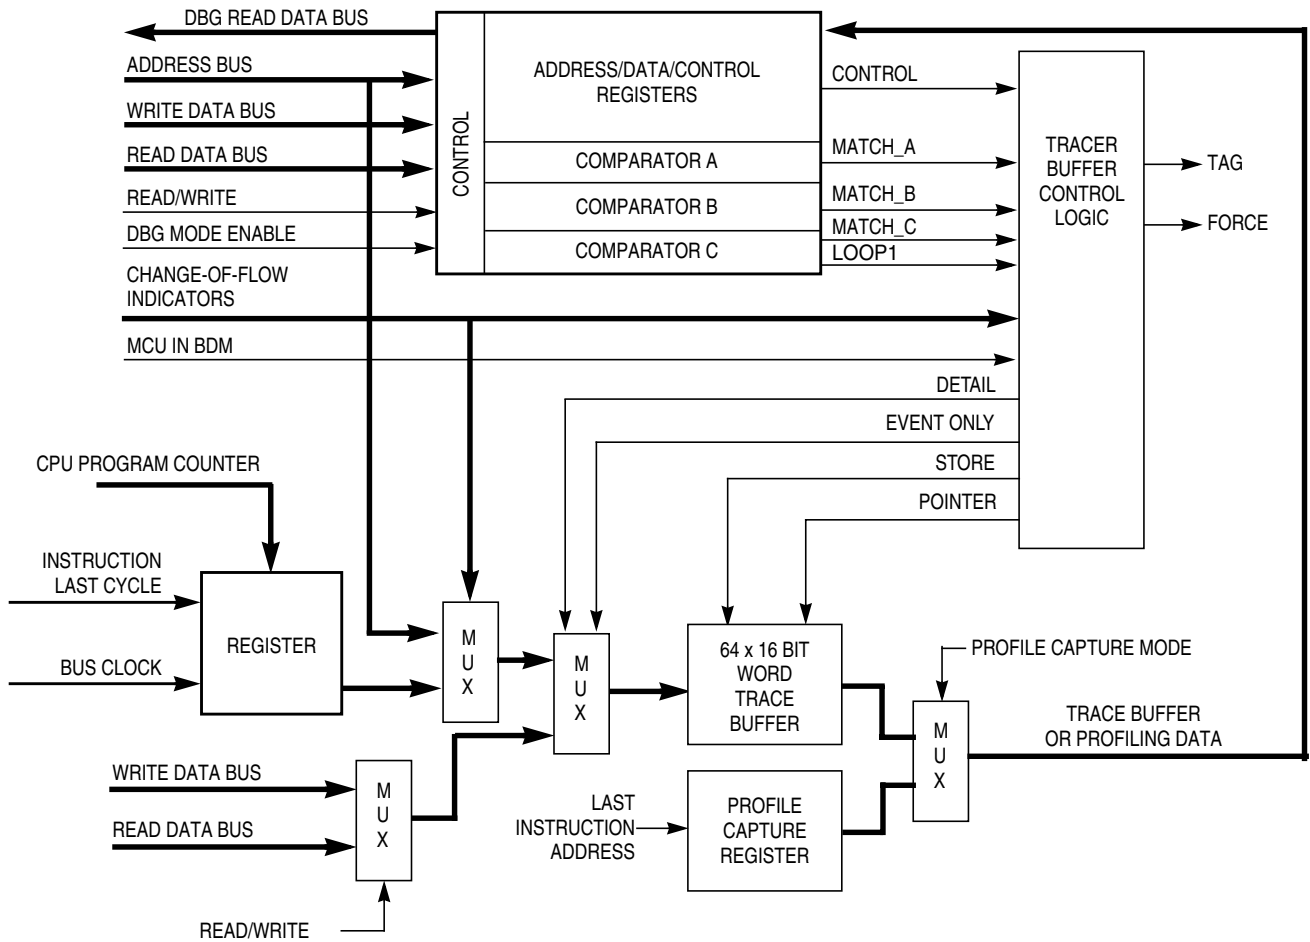 DBG READ DATA BUS
ADDRESS BUS
WRITE DATA BUS
READ DATA BUS
READ/WRITE
DBG MODE ENABLE
CHANGE-OF-FLOW
INDICATORS
MCU IN BDM
CONTROL
ADDRESS/DATA/CONTROL
REGISTERS
COMPARATOR A
COMPARATOR B
COMPARATOR C
CONTROL
MATCH_A
MATCH_B
MATCH_C
LOOP1
TRACER
BUFFER
CONTROL
LOGIC
TAG
FORCE
DETAIL
EVENT ONLY
STORE
POINTER
CPU PROGRAM COUNTER
INSTRUCTION
LAST CYCLE
BUS CLOCK
REGISTER
M
U
X
M
U
X
64 x 16 BIT
WORD
TRACE
BUFFER
PROFILE CAPTURE MODE
M
U
X
TRACE BUFFER
OR PROFILING DATA
WRITE DATA BUS
READ DATA BUS
M
U
X
READ/WRITE
LAST
INSTRUCTION
ADDRESS
PROFILE
CAPTURE
REGISTER